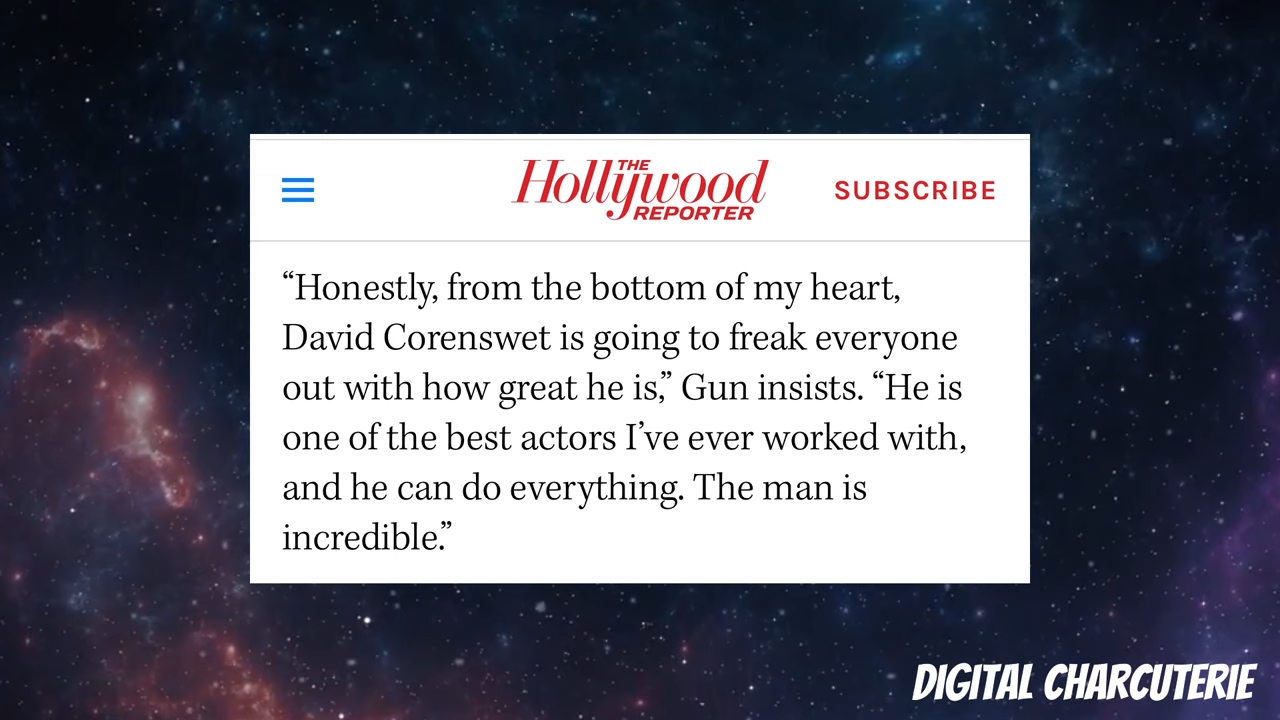 THE
Hollywood
REPORTER
SUBSCRIBE
“Honestly, from the bottom of my heart,
David Corenswet is going to freak everyone
out with how great he is,” Gun insists. “He is
one of the best actors I’ve ever worked with,
and he can do everything. The man is
incredible.”
DIGITAL CHARCUTERIE